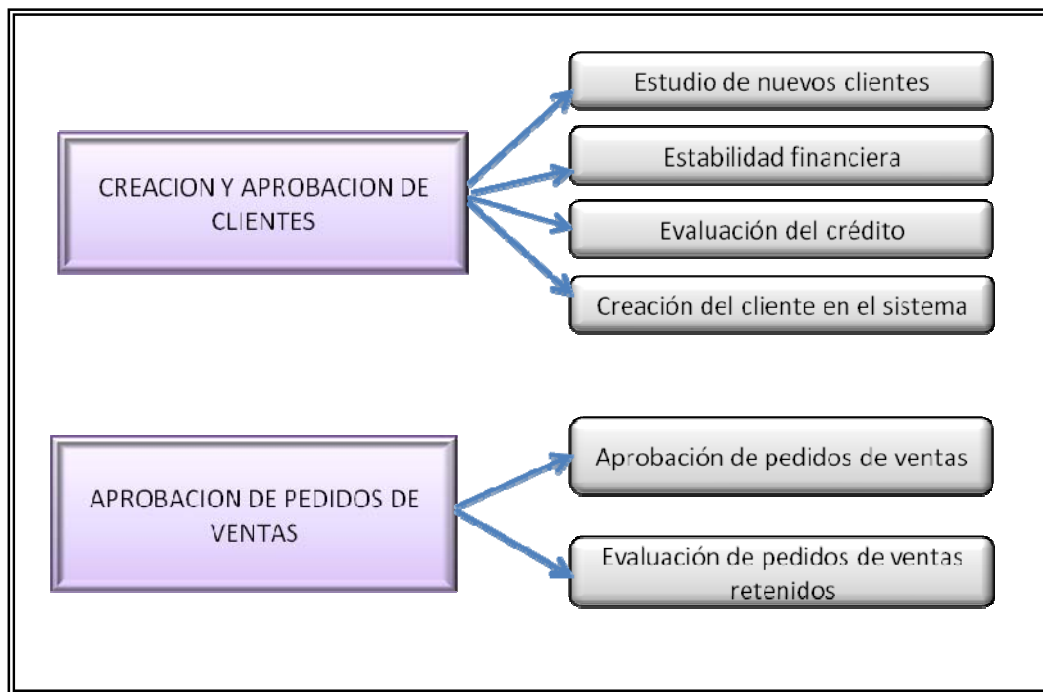 CREACION Y APROBACION DE
CLIENTES
Estudio de nuevos clientes
Estabilidad financiera
Evaluación del crédito
Creación del cliente en el sistema
APROBACION DE PEDIDOS DE
VENTAS
Aprobación de pedidos de ventas
Evaluación de pedidos de ventas
retenidos